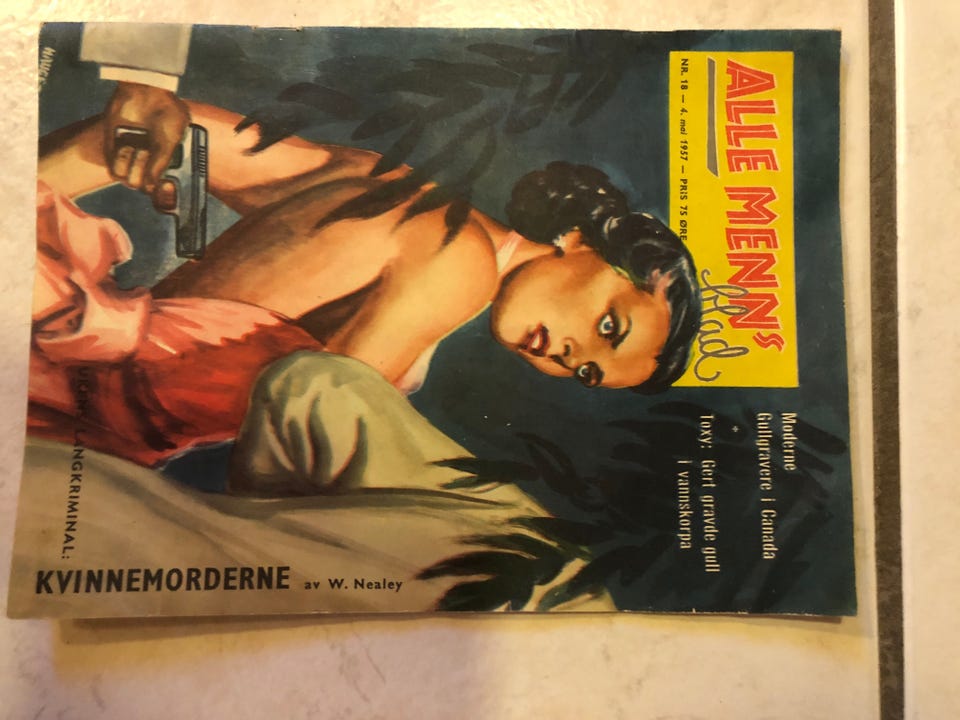 ALLE MENN's
blad
NR. 18 — 4. mai 1957 — PRIS 75 ØRE
Moderne
Gullgravere i Canada
+
Toxy: Gert gravde gull
i vannskorpa
UKENS LANGKRIMINAL:
KVINNEMORDERNE av W. Nealey